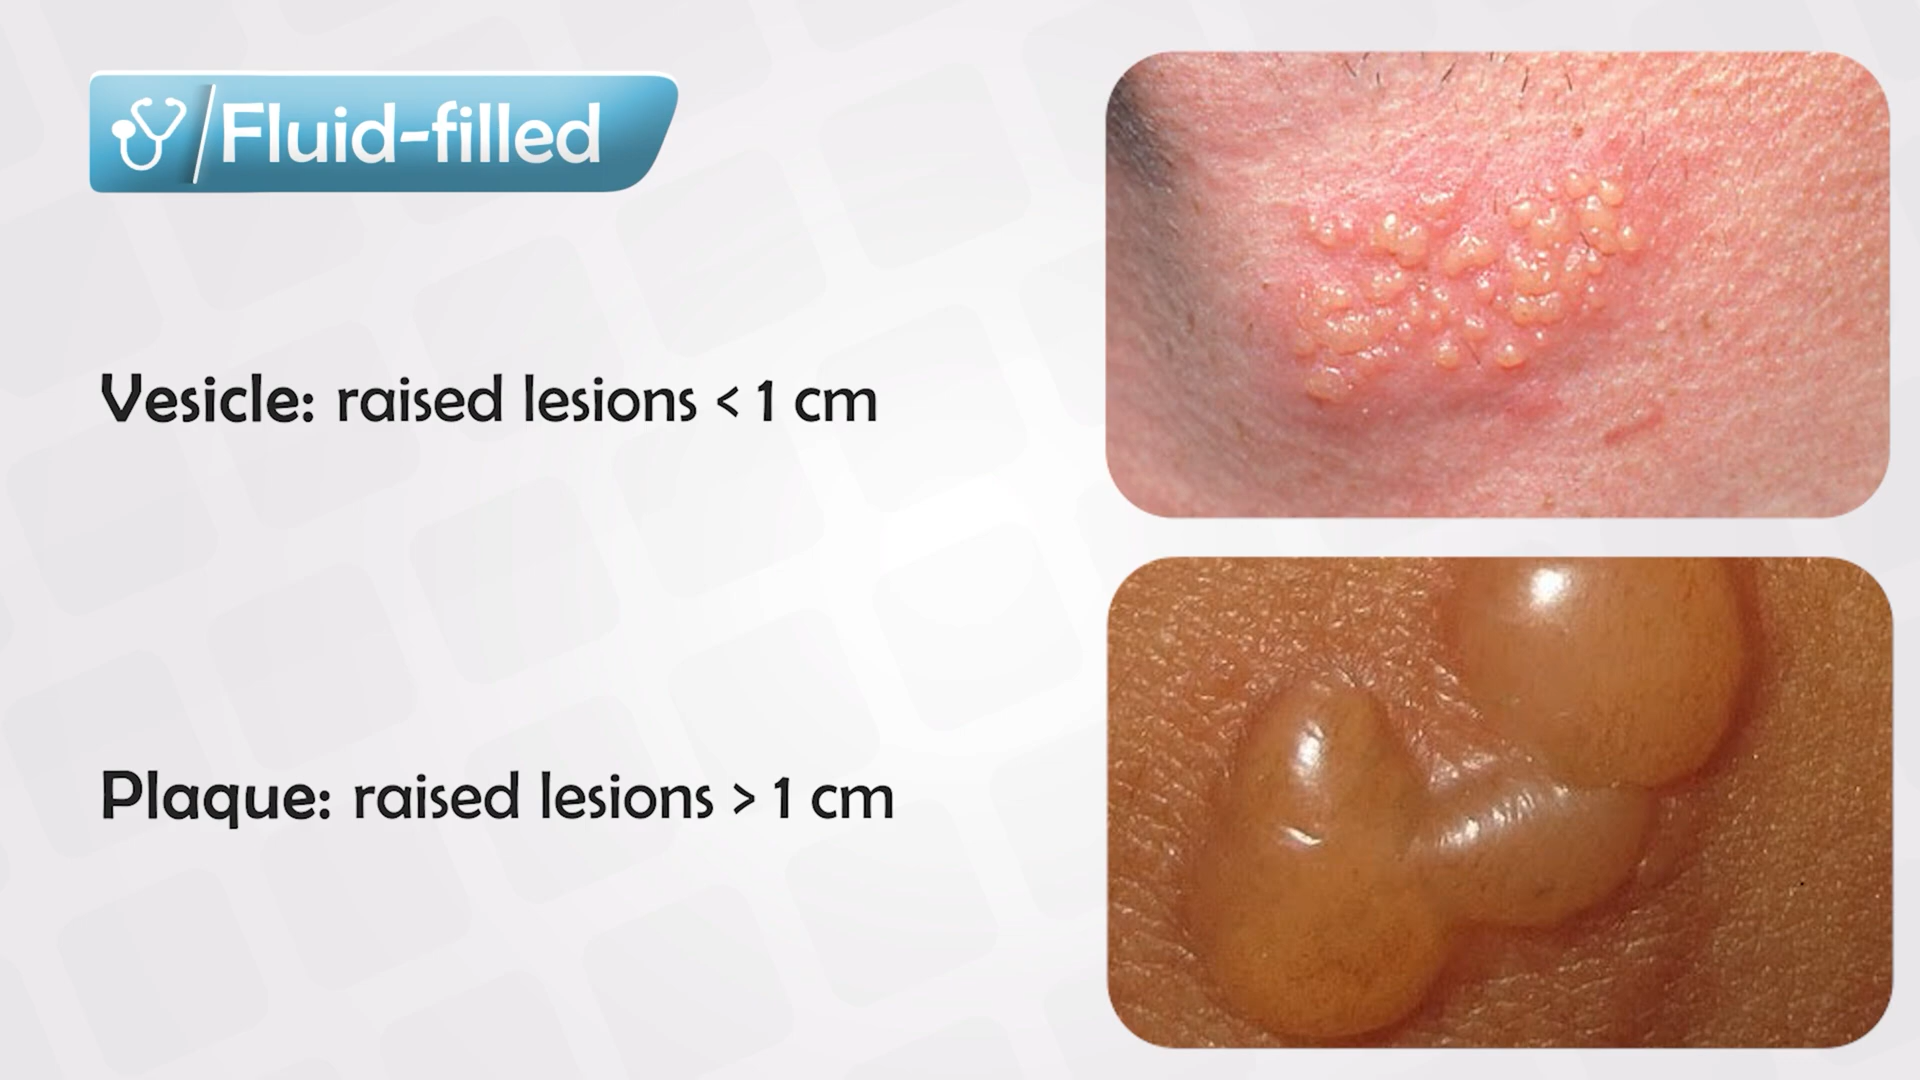 Fluid-filled
Vesicle: raised lesions < 1 cm
Plaque: raised lesions > 1 cm